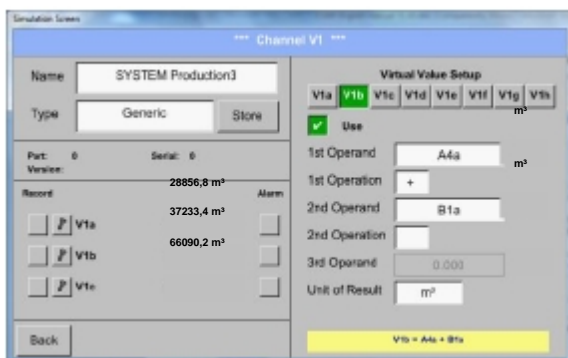 Simulation Screen
*** Channel V1 ***
Name
SYSTEM Production3
Type
Generic
Store
Part: 0
Serial: 0
Version:
Record
Alarm
28856,8 m³
V1a
37233,4 m³
V1b
66090,2 m³
V1c
Back
Virtual Value Setup
V1a V1b V1c V1d V1e V1f V1g V1h
m³
Use
1st Operand
A4a
m³
1st Operation
+
2nd Operand
B1a
2nd Operation
3rd Operand
0.000
Unit of Result
m³
V1b = A4a + B1a